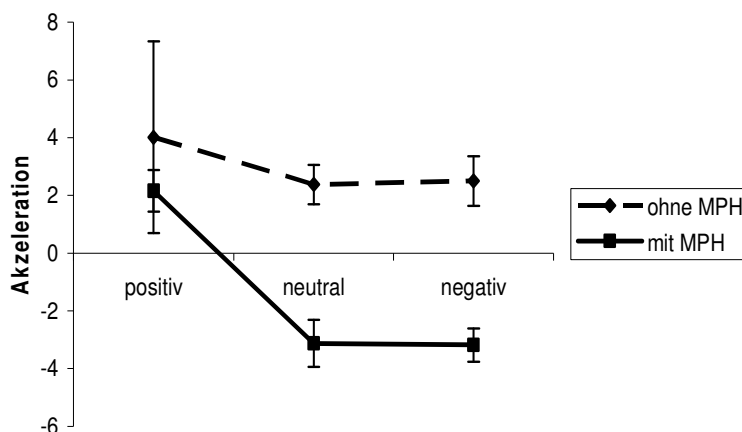 8
6
4
2
0
-2
-4
-6
Akzeleration
positiv neutral negativ
ohne MPH
mit MPH